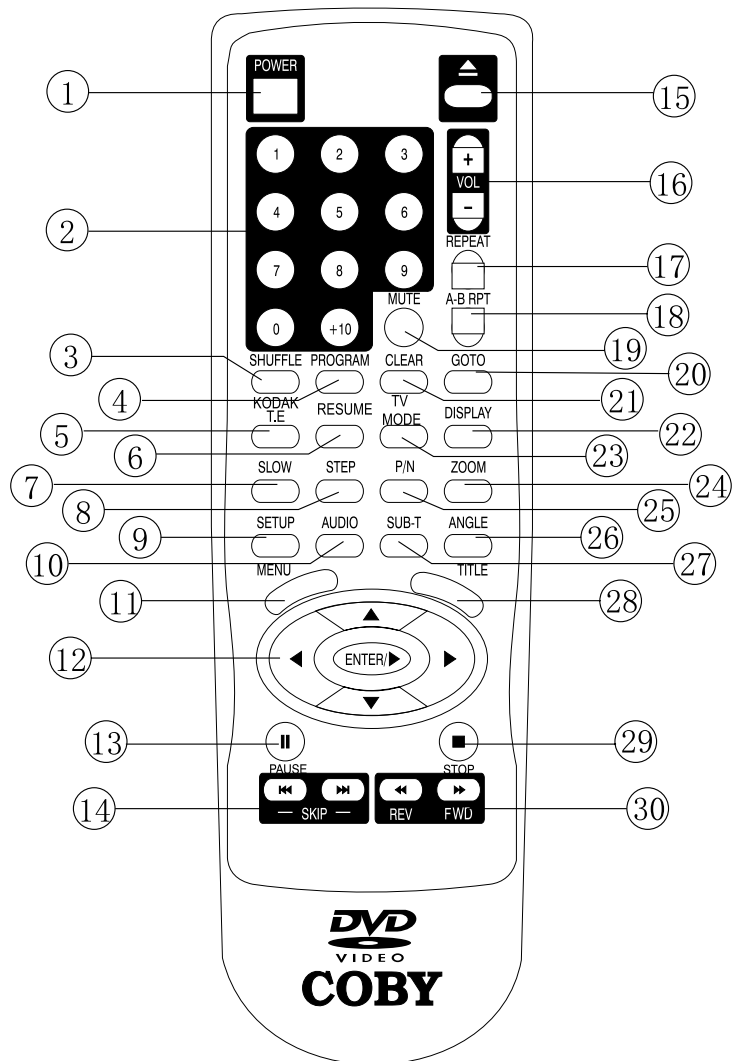 POWER
1
15
1 2 3
+
VOL
-
16
2
4 5 6
REPEAT
7 8 9
17
MUTE A-B RPT
18
0 +10
19
3
SHUFFLE PROGRAM CLEAR GOTO
20
4
21
KODAK
T.E
RESUME
TV
MODE
DISPLAY
5
22
6
23
SLOW STEP P/N ZOOM
7
24
8
25
SETUP AUDIO SUB-T ANGLE
9
26
10
27
MENU TITLE
11
28
12
ENTER/
13
29
PAUSE STOP
14
SKIP REV FWD
30
DVD
VIDEO
COBY